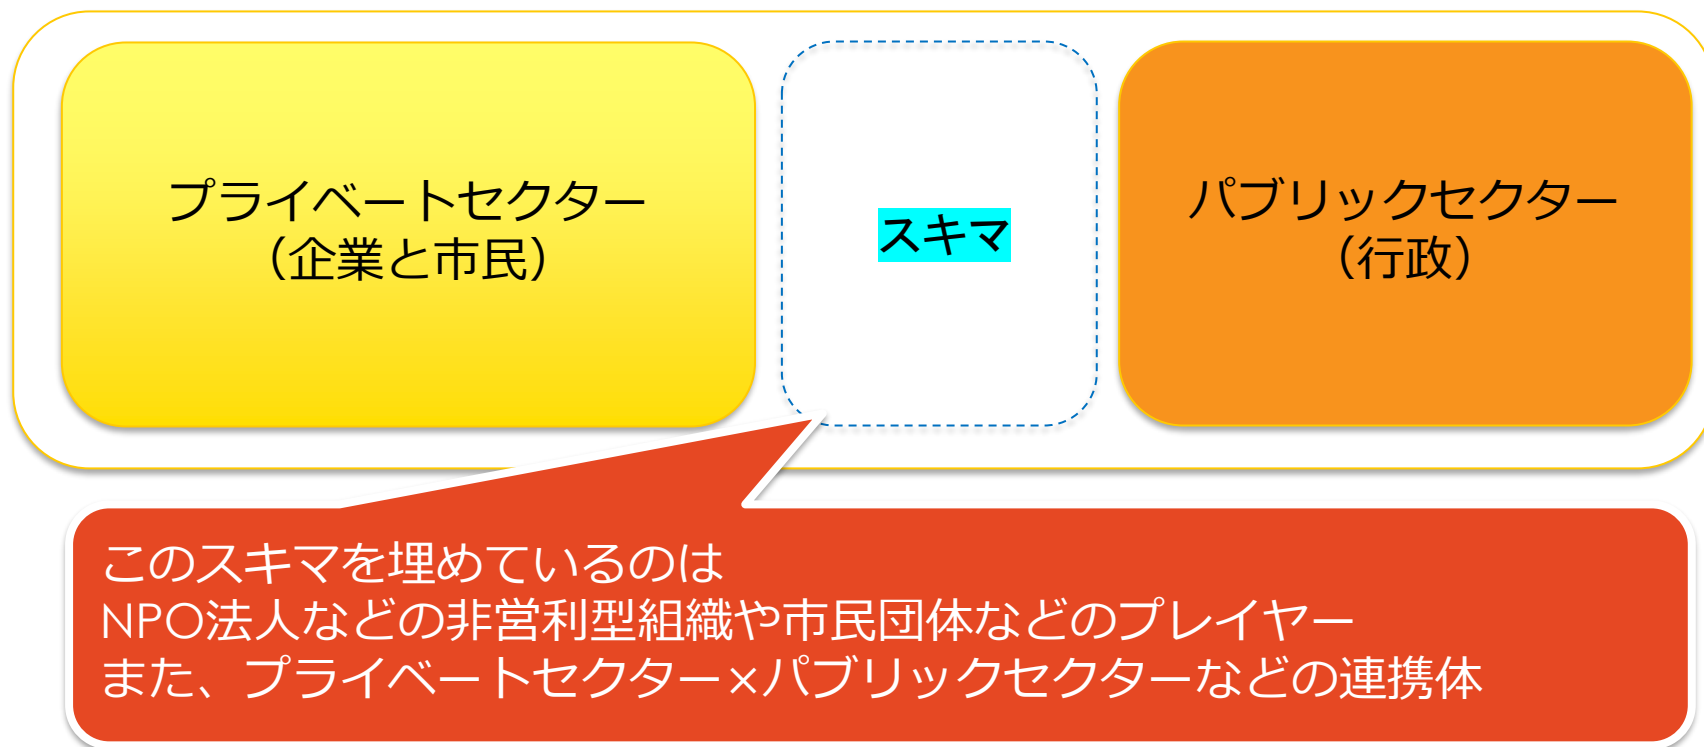 プライベートセクター
（企業と市民）
スキマ
パブリックセクター
（行政）
このスキマを埋めているのは
NPO法人などの非営利型組織や市民団体などのプレイヤー
また、プライベートセクター×パブリックセクターなどの連携体